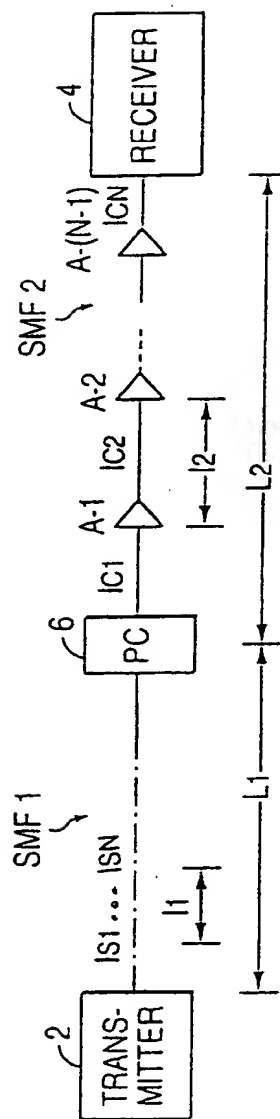 2
TRANS-
MITTER
SMF 1
IS1 ••• ISN
l1
L1
6
PC
IC1
A-1
IC2
l2
A-2
SMF 2
A-(N-1)
ICN
4
RECEIVER
L2